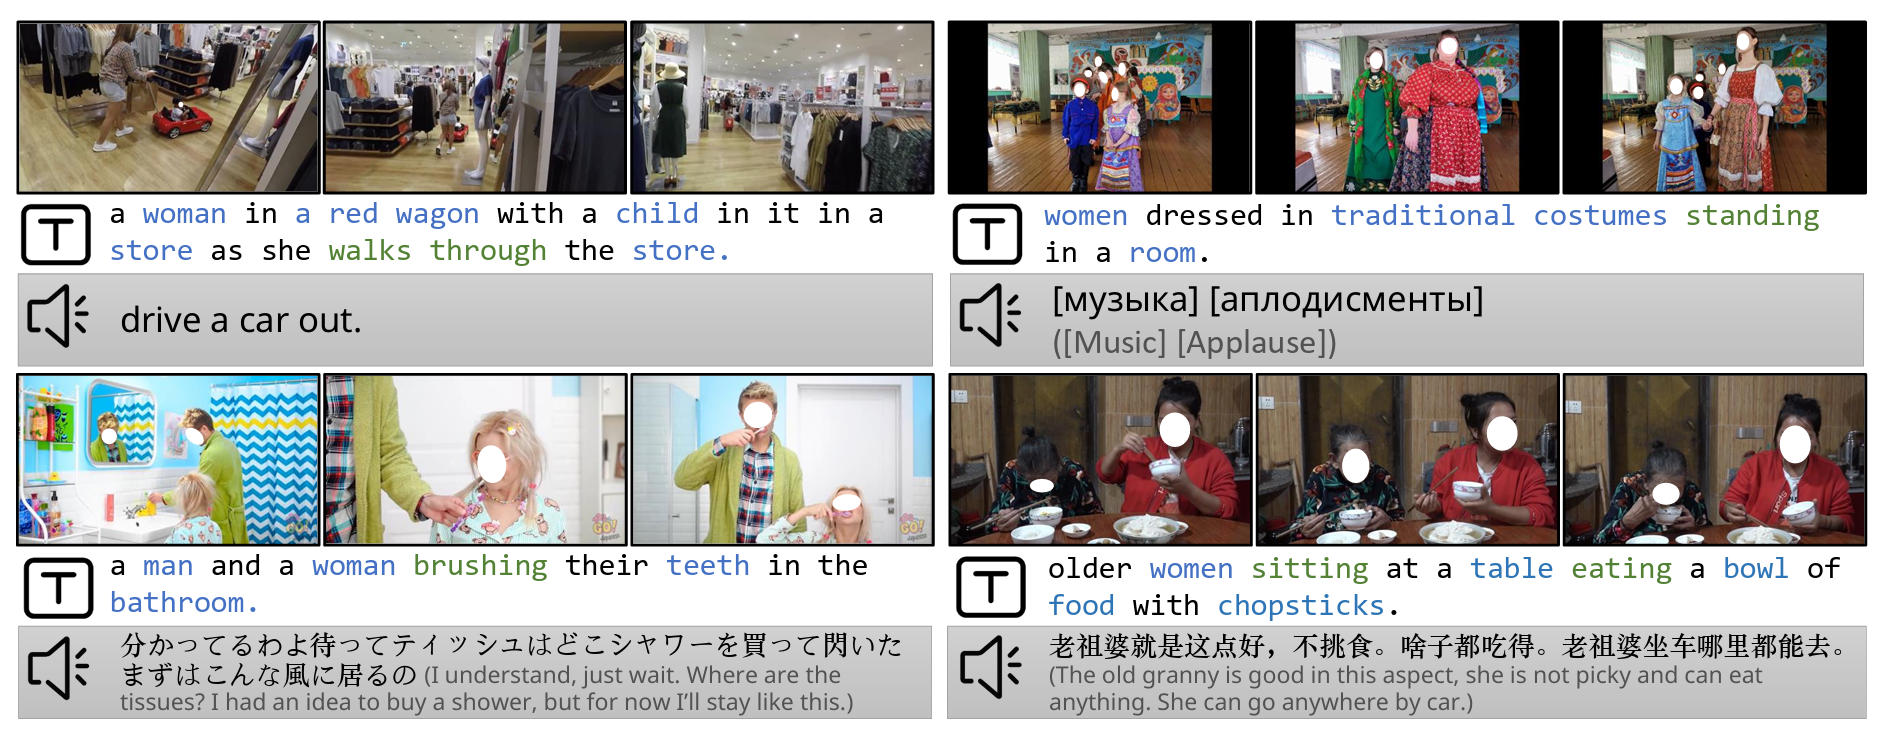 T
a woman in a red wagon with a child in it in a
store as she walks through the store.
drive a car out.
T
women dressed in traditional costumes standing
in a room.
[музыка] [аплодисменты]
([Music] [Applause])
GO!
GO!
T
a man and a woman brushing their teeth in the
bathroom.
分かってるわよ待ってティッシュはどこシャワーを買って閃いた
まずはこんな風に居るの (I understand, just wait. Where are the
tissues? I had an idea to buy a shower, but for now I’ll stay like this.)
T
older women sitting at a table eating a bowl of
food with chopsticks.
老祖婆就是这点好，不挑食。啥子都吃得。老祖婆坐车哪里都能去。
(The old granny is good in this aspect, she is not picky and can eat
anything. She can go anywhere by car.)